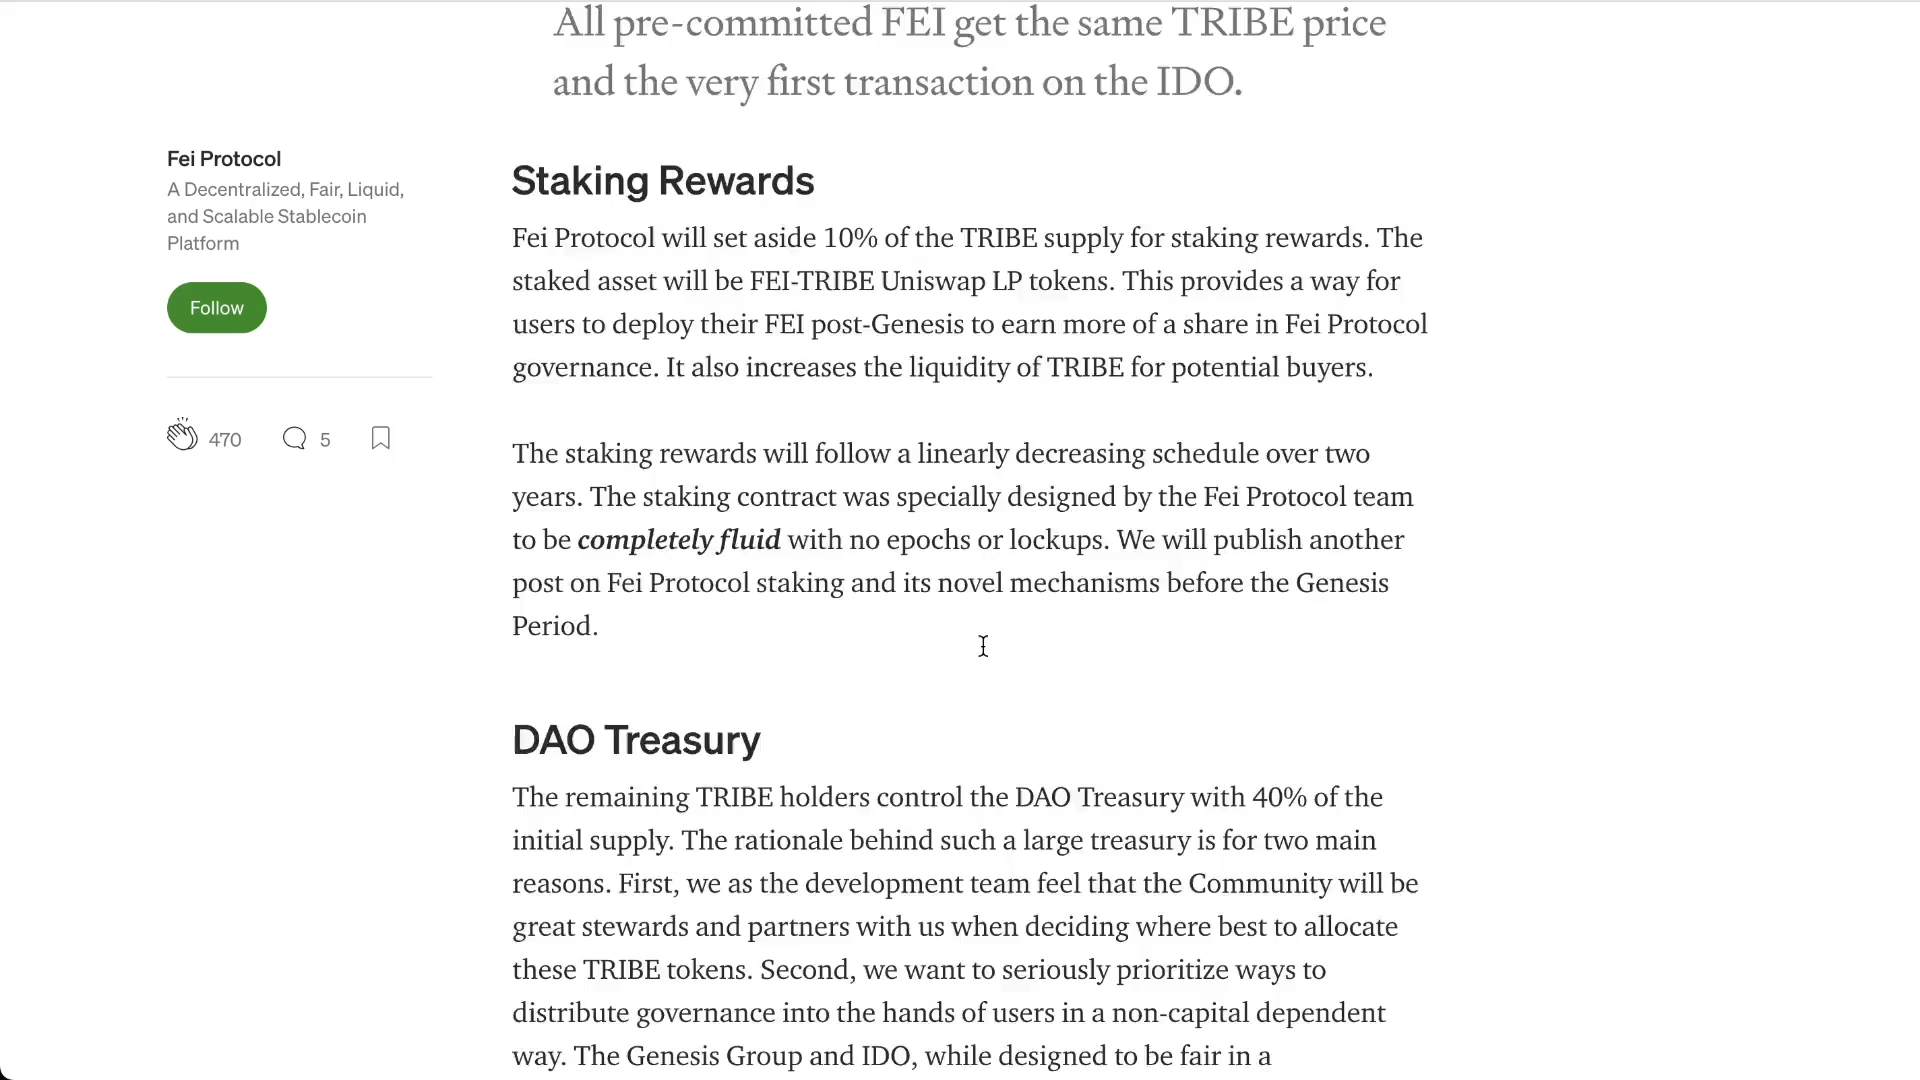 All pre-committed FEI get the same TRIBE price
and the very first transaction on the IDO.
Fei Protocol
A Decentralized, Fair, Liquid,
and Scalable Stablecoin
Platform
Follow
470
5
Staking Rewards
Fei Protocol will set aside 10% of the TRIBE supply for staking rewards. The
staked asset will be FEI-TRIBE Uniswap LP tokens. This provides a way for
users to deploy their FEI post-Genesis to earn more of a share in Fei Protocol
governance. It also increases the liquidity of TRIBE for potential buyers.
The staking rewards will follow a linearly decreasing schedule over two
years. The staking contract was specially designed by the Fei Protocol team
to be completely fluid with no epochs or lockups. We will publish another
post on Fei Protocol staking and its novel mechanisms before the Genesis
Period.
DAO Treasury
The remaining TRIBE holders control the DAO Treasury with 40% of the
initial supply. The rationale behind such a large treasury is for two main
reasons. First, we as the development team feel that the Community will be
great stewards and partners with us when deciding where best to allocate
these TRIBE tokens. Second, we want to seriously prioritize ways to
distribute governance into the hands of users in a non-capital dependent
way. The Genesis Group and IDO, while designed to be fair in a